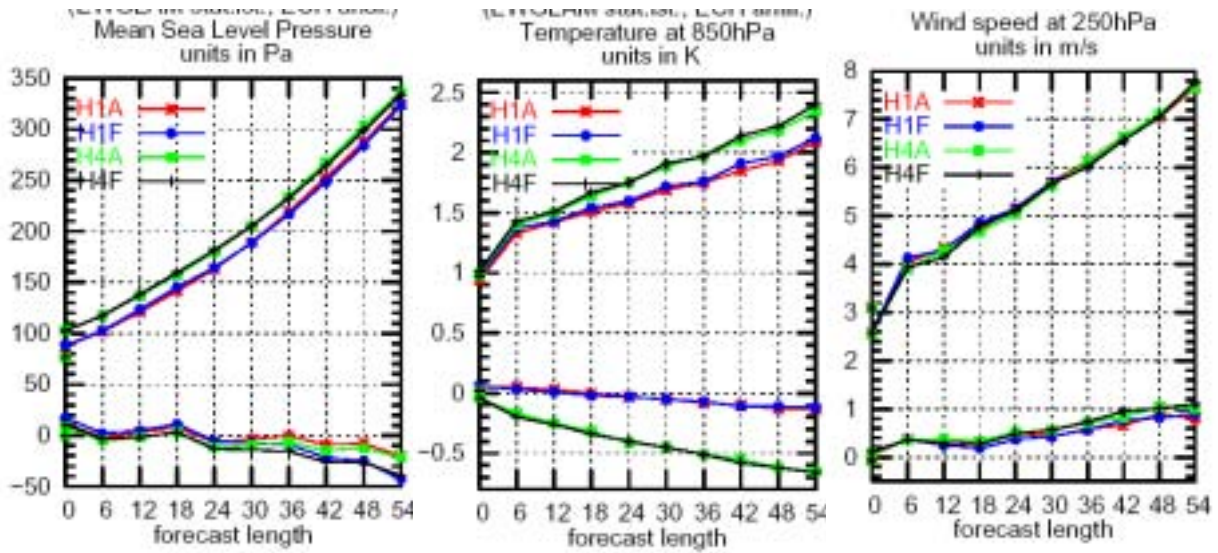 Mean Sea Level Pressure
units in Pa
350
300
250
200
150
100
50
0
−50
H1A
H1F
H4A
H4F
0 6 12 18 24 30 36 42 48 54
forecast length
Temperature at 850hPa
units in K
2.5
2
1.5
1
0.5
0
−0.5
H1A
H1F
H4A
H4F
0 6 12 18 24 30 36 42 48 54
forecast length
Wind speed at 250hPa
units in m/s
8
7
6
5
4
3
2
1
0
H1A
H1F
H4A
H4F
0 6 12 18 24 30 36 42 48 54
forecast length